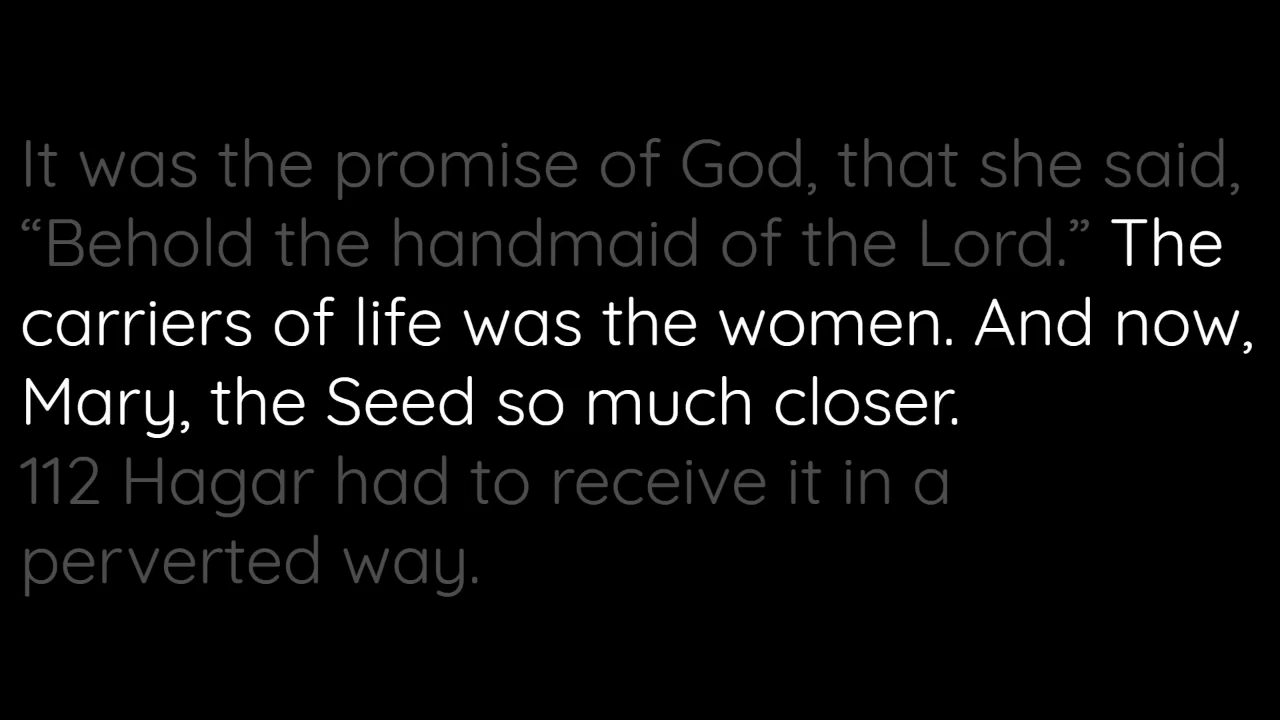 It was the promise of God, that she said,
“Behold the handmaid of the Lord.” The
carriers of life was the women. And now,
Mary, the Seed so much closer.
112 Hagar had to receive it in a
perverted way.